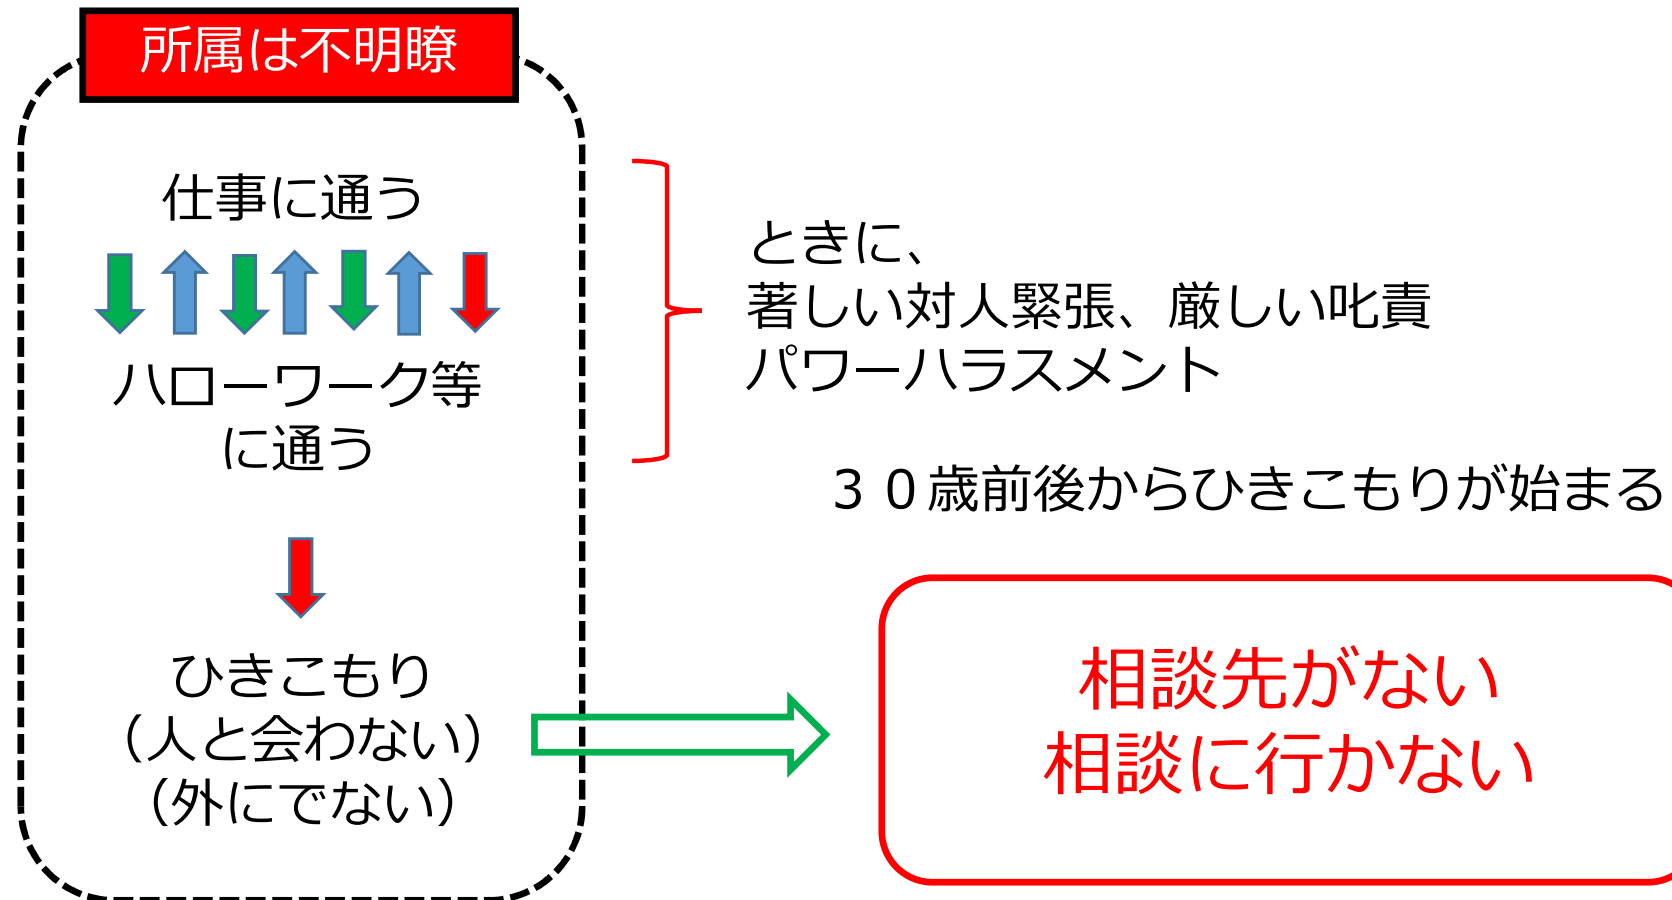 所属は不明瞭
仕事に通う
ハローワーク等
に通う
ひきこもり
（人と会わない）
（外にでない）
ときに、
著しい対人緊張、厳しい叱責
パワーハラスメント
３０歳前後からひきこもりが始まる
相談先がない
相談に行かない